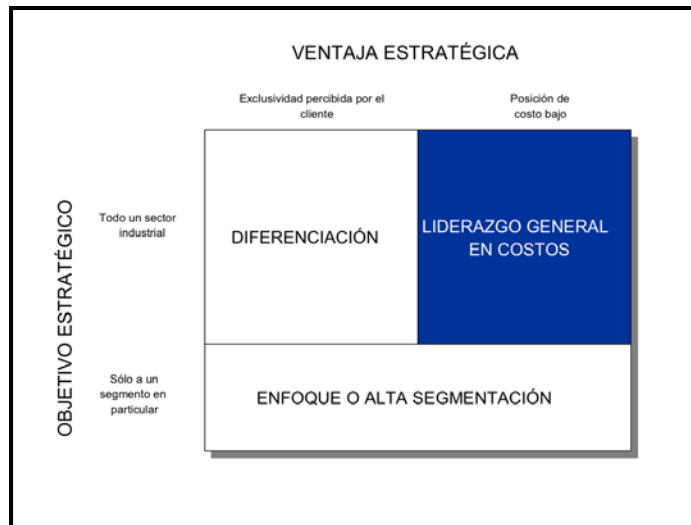 VENTAJA ESTRATÉGICA
Exclusividad percibida por el
cliente
Posición de
costo bajo
OBJETIVO ESTRATÉGICO
Todo un sector
industrial
DIFERENCIACIÓN
LIDERAZGO GENERAL
EN COSTOS
Sólo a un
segmento en
particular
ENFOQUE O ALTA SEGMENTACIÓN